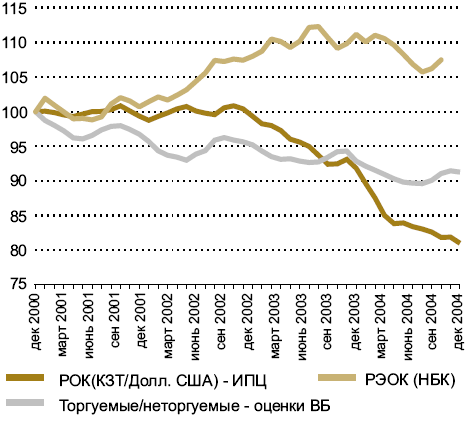 115
110
105
100
95
90
85
80
75
дек 2000
март 2001
июнь 2001
сен 2001
дек 2001
март 2002
июнь 2002
сен 2002
дек 2002
март 2003
июнь 2003
сен 2003
дек 2003
март 2004
июнь 2004
сен 2004
дек 2004
РОК(КЗТ/Долл. США) - ИПЦ
РЭОК (НБК)
Торгуемые/неторгуемые - оценки ВБ